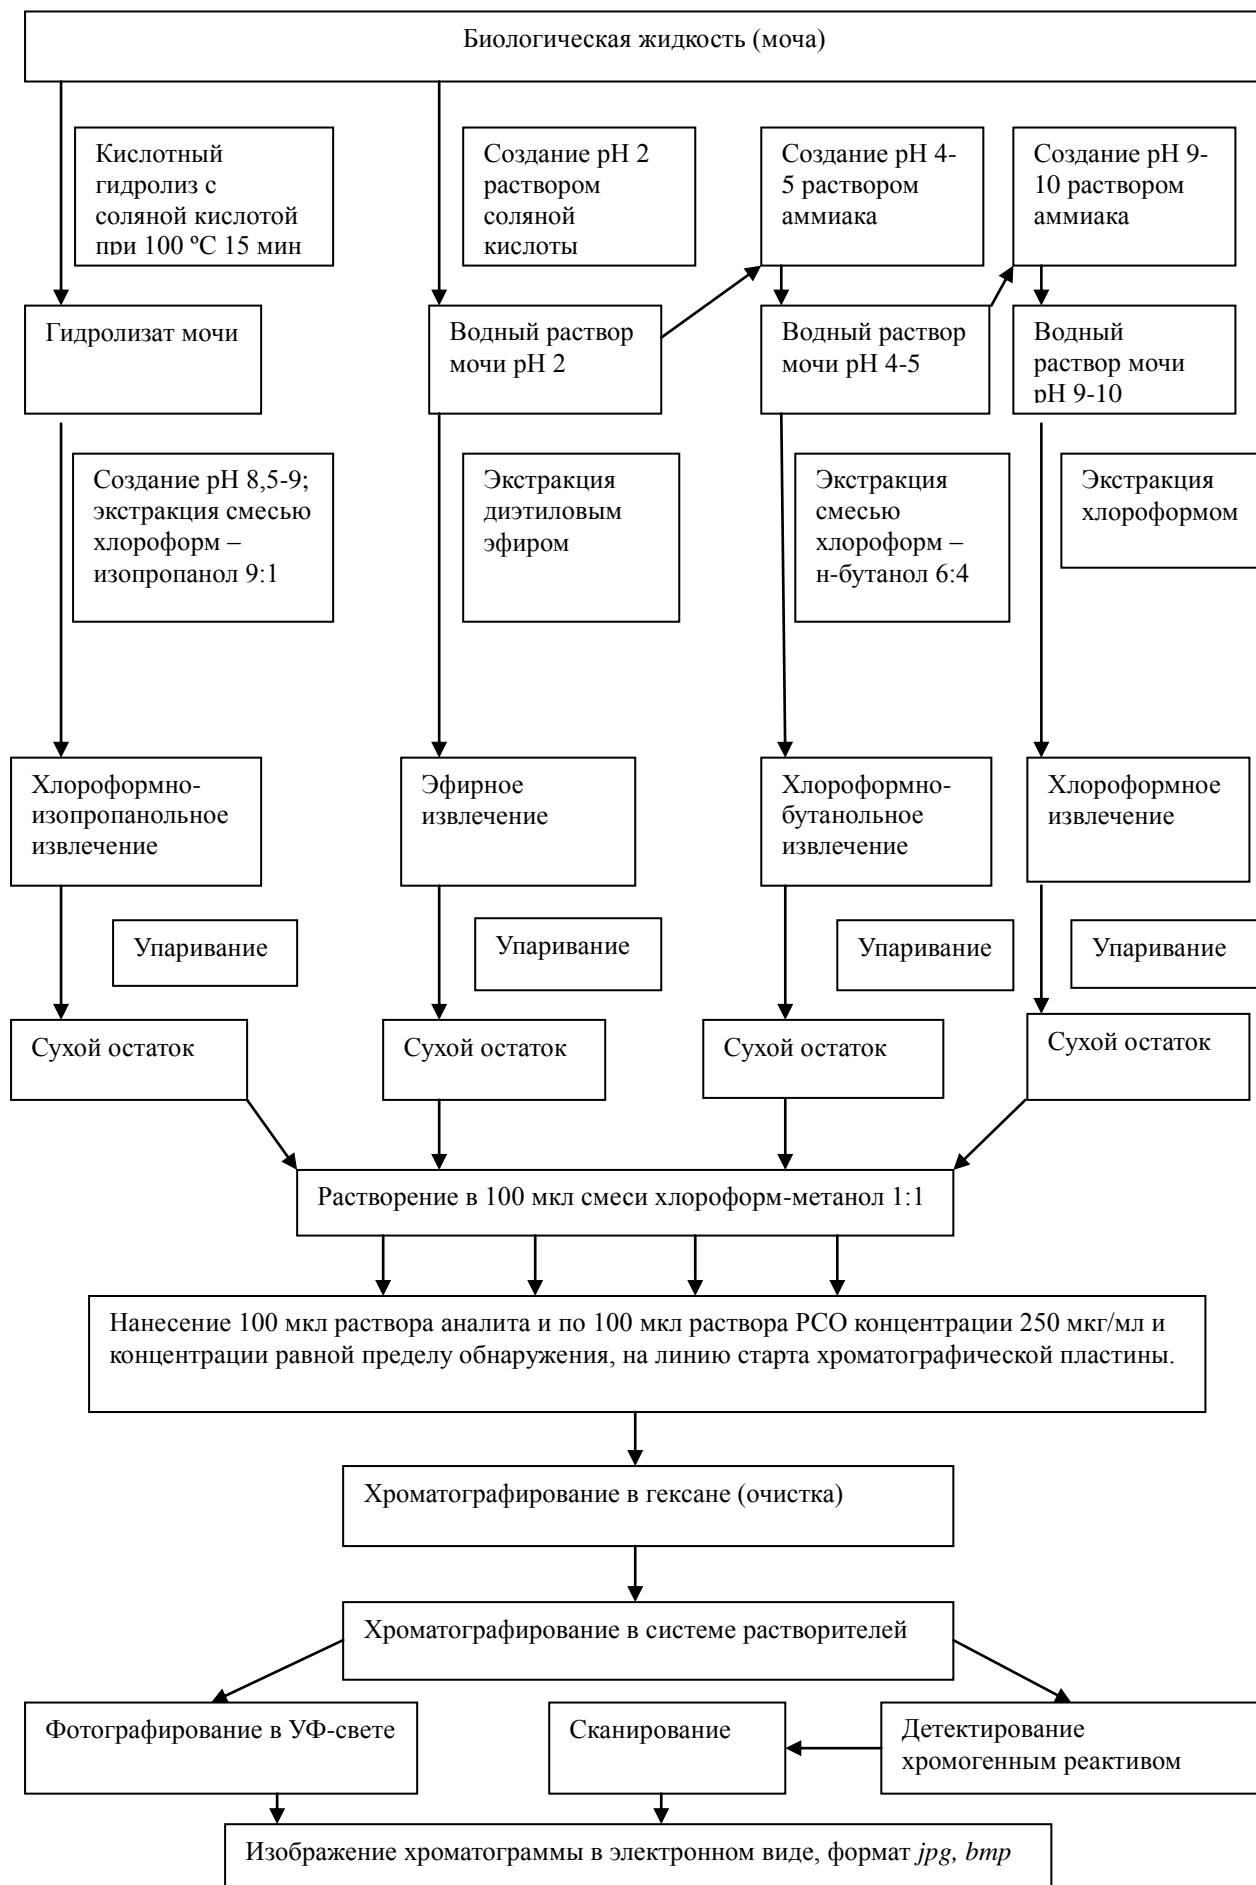 Биологическая жидкость (моча)
Кислотный
гидролиз с
соляной кислотой
при 100 ºС 15 мин
Создание рН 2
раствором
соляной
кислоты
Создание рН 4-
5 раствором
аммиака
Создание рН 9-
10 раствором
аммиака
Гидролизат мочи
Водный раствор
мочи рН 2
Водный раствор
мочи рН 4-5
Водный
раствор мочи
рН 9-10
Создание рН 8,5-9;
экстракция смесью
хлороформ –
изопропанол 9:1
Экстракция
диэтиловым
эфиром
Экстракция
смесью
хлороформ –
н-бутанол 6:4
Экстракция
хлороформом
Хлороформно-
изопропанольное
извлечение
Эфирное
извлечение
Хлороформно-
бутанольное
извлечение
Хлороформное
извлечение
Упаривание
Упаривание
Упаривание
Упаривание
Сухой остаток
Сухой остаток
Сухой остаток
Сухой остаток
Растворение в 100 мкл смеси хлороформ-метанол 1:1
Нанесение 100 мкл раствора аналита и по 100 мкл раствора РСО концентрации 250 мкг/мл и
концентрации равной пределу обнаружения, на линию старта хроматографической пластины.
Хроматографирование в гексане (очистка)
Хроматографирование в системе растворителей
Фотографирование в УФ-свете
Сканирование
Детектирование
хромогенным реактивом
Изображение хроматограммы в электронном виде, формат jpg, bmp